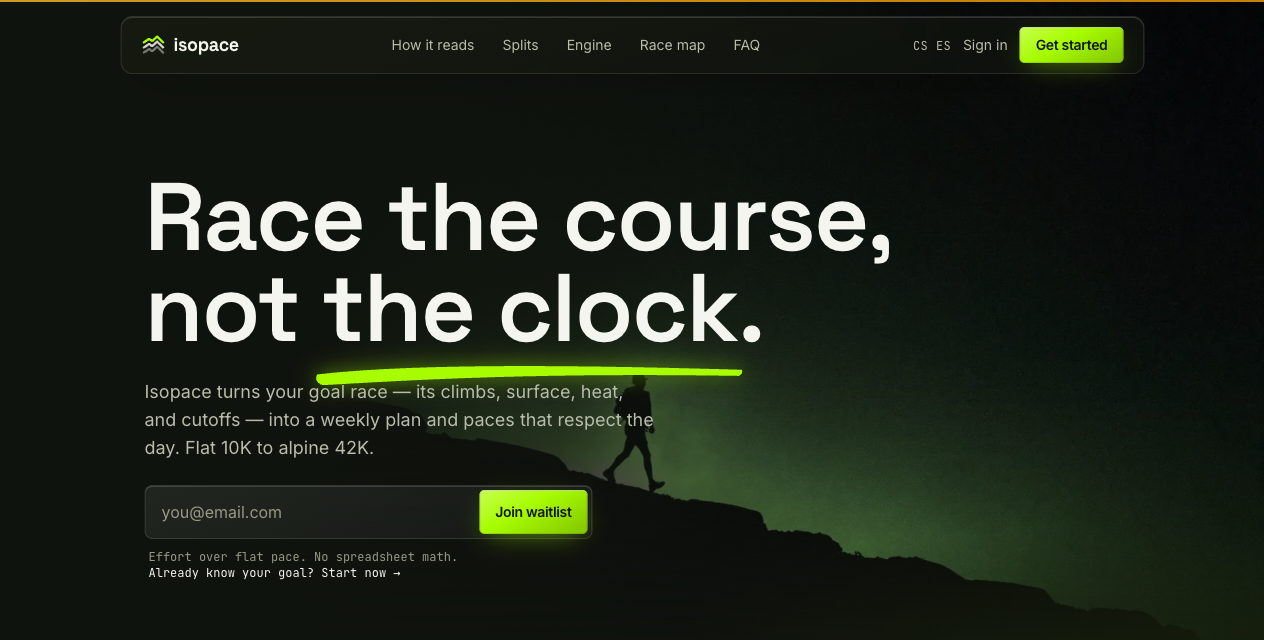 isopace
How it reads
Splits
Engine
Race map
FAQ
CS ES
Sign in
Get started
Race the course,
not the clock.
Isopace turns your goal race — its climbs, surface, heat,
and cutoffs — into a weekly plan and paces that respect the
day. Flat 10K to alpine 42K.
you@email.com
Join waitlist
Effort over flat pace. No spreadsheet math.
Already know your goal? Start now →